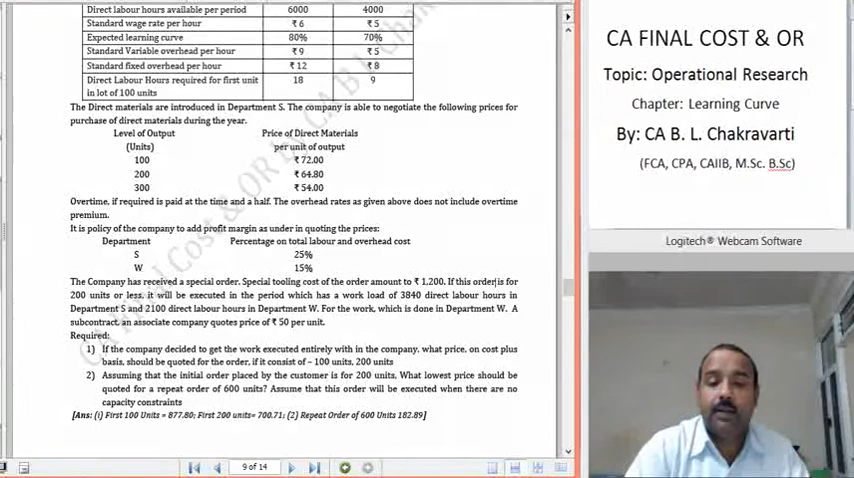 Direct labour hours available per period 6000 4000
Standard wage rate per hour ₹ 6 ₹ 5
Expected learning curve 80% 70%
Standard Variable overhead per hour ₹ 9 ₹ 5
Standard fixed overhead per hour ₹ 12 ₹ 8
Direct Labour Hours required for first unit 18 9
in lot of 100 units
The Direct materials are introduced in Department S. The company is able to negotiate the following prices for
purchase of direct materials during the year.
Level of Output Price of Direct Materials
(Units) per unit of output
100 ₹ 72.00
200 ₹ 64.80
300 ₹ 54.00
Overtime, if required is paid at the time and a half. The overhead rates as given above does not include overtime
premium.
It is policy of the company to add profit margin as under in quoting the prices:
Department Percentage on total labour and overhead cost
S 25%
W 15%
The Company has received a special order. Special tooling cost of the order amount to ₹ 1,200. If this order is for
200 units or less, it will be executed in the period which has a work load of 3840 direct labour hours in
Department S and 2100 direct labour hours in Department W. For the work, which is done in Department W. A
subcontract, an associate company quotes price of ₹ 50 per unit.
Required:
1) If the company decided to get the work executed entirely with in the company, what price, on cost plus
basis, should be quoted for the order, if it consist of – 100 units, 200 units
2) Assuming that the initial order placed by the customer is for 200 units. What lowest price should be
quoted for a repeat order of 600 units? Assume that this order will be executed when there are no
capacity constraints
[Ans: (i) First 100 Units = 877.80; First 200 units= 700.71; (2) Repeat Order of 600 Units 182.89]
9 of 14
CA FINAL COST & OR
Topic: Operational Research
Chapter: Learning Curve
By: CA B. L. Chakravarti
(FCA, CPA, CAIIB, M.Sc. B.Sc)
Logitech® Webcam Software